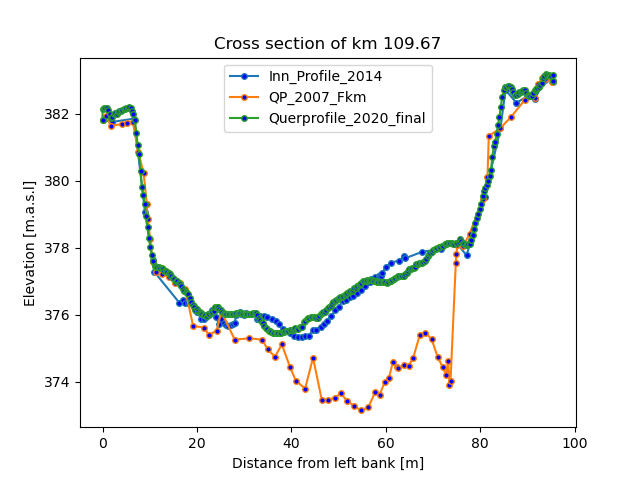 Cross section of km 109.67
Inn_Profile_2014
QP_2007_Fkm
Querprofile_2020_final
Elevation [m.a.s.l]
382
380
378
376
374
0 20 40 60 80 100
Distance from left bank [m]